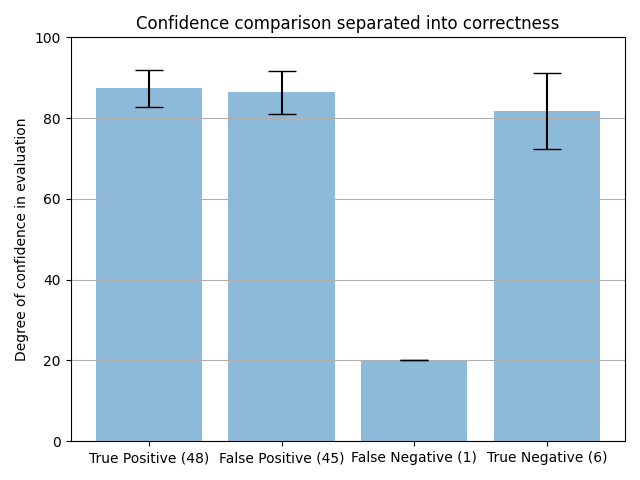 Confidence comparison separated into correctness
Degree of confidence in evaluation
100
80
60
40
20
0
True Positive (48)
False Positive (45)
False Negative (1)
True Negative (6)